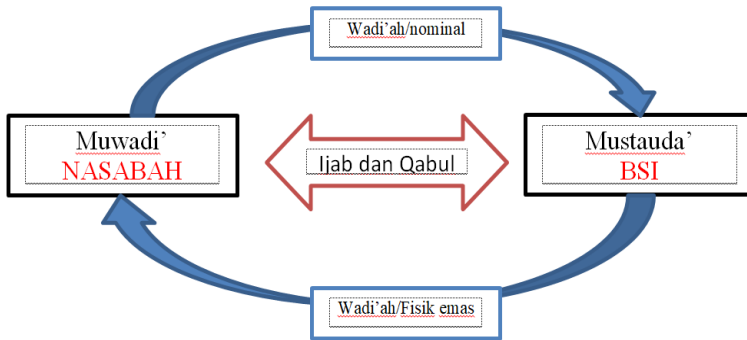 Wadi’ah/nominal
Muwadi’
NASABAH
Ijab dan Qabul
Mustauda’
BSI
Wadi’ah/Fisik emas